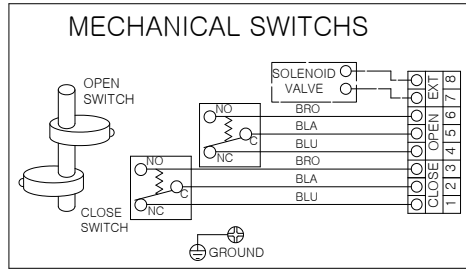 MECHANICAL SWITCHS
OPEN
SWITCH
CLOSE
SWITCH
SOLENOID
VALVE
NO
C
NC
NO
C
NC
BRO
BLA
BLU
BRO
BLA
BLU
EXT
OPEN
CLOSE
8
7
6
5
4
3
2
1
GROUND